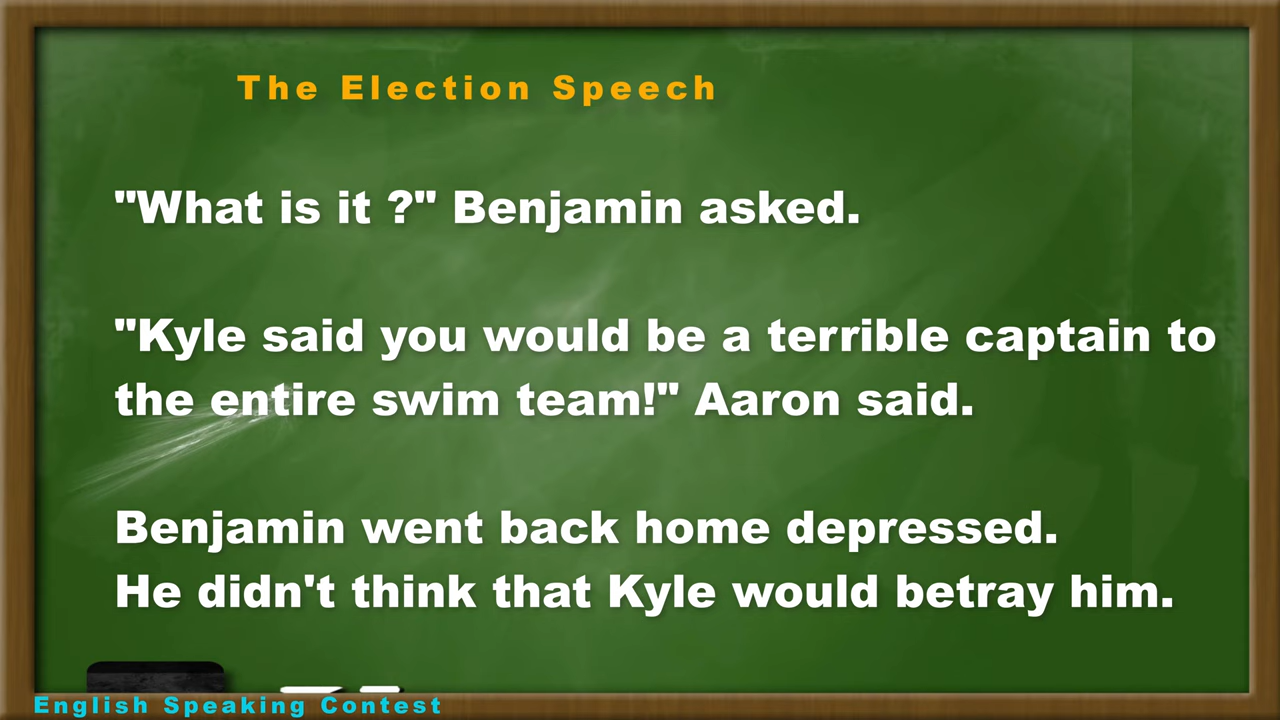 The Election Speech
"What is it ?" Benjamin asked.
"Kyle said you would be a terrible captain to
the entire swim team!" Aaron said.
Benjamin went back home depressed.
He didn't think that Kyle would betray him.
English Speaking Contest